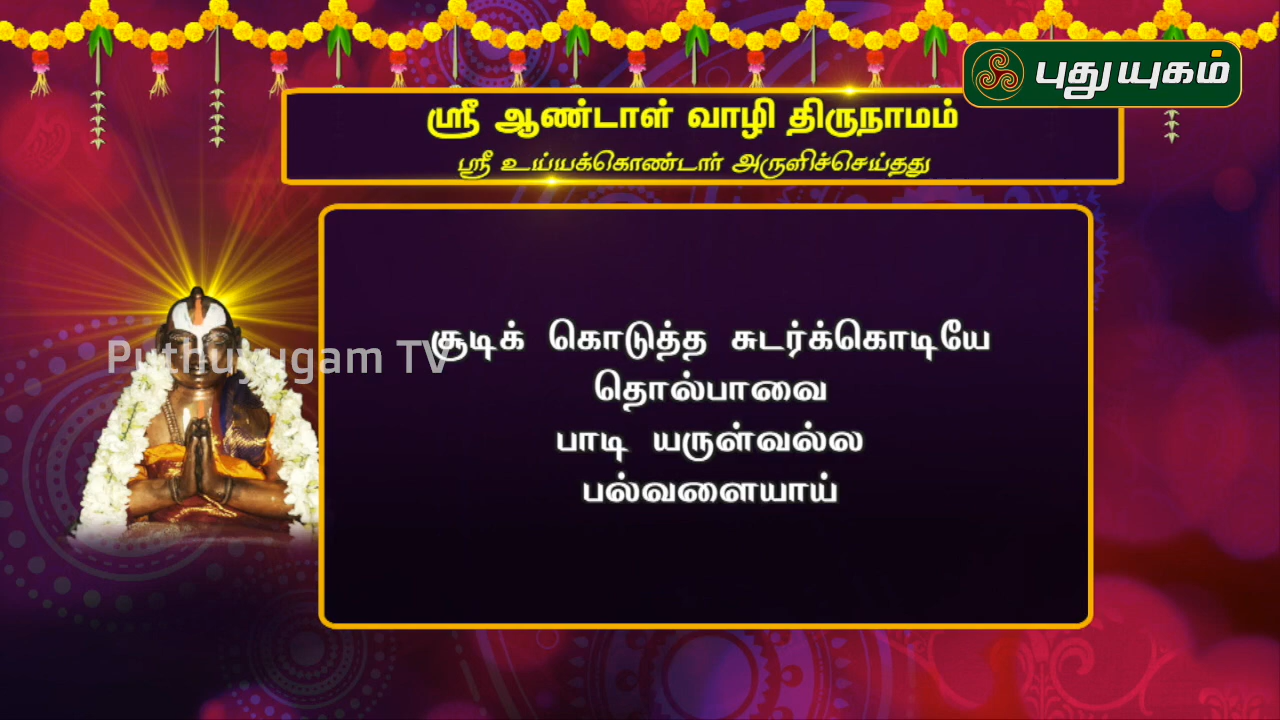 புதுயுகம்
ஸ்ரீ ஆண்டாள் வாழி திருநாமம்
ஸ்ரீ உய்யக்கொண்டார் அருளிச்செய்தது
சூடிக் கொடுத்த சுடர்க்கொடியே
Puthuyugam TV
தொல்பாவை
பாடி யருள்வல்ல
பல்வளையாய்